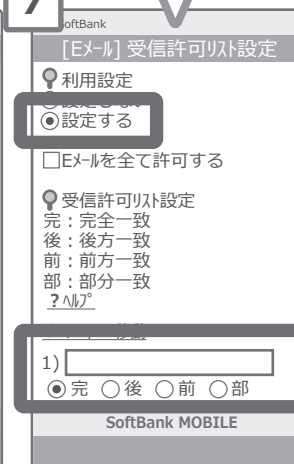 7
SoftBank
[Eﾒｰﾙ] 受信許可ﾘｽﾄ設定
利用設定
◉設定する
□Eﾒｰﾙを全て許可する
受信許可ﾘｽﾄ設定
完：完全一致
後：後方一致
前：前方一致
部：部分一致
?ﾍﾙﾌﾟ
1)
◉完 ○後 ○前 ○部
SoftBank MOBILE